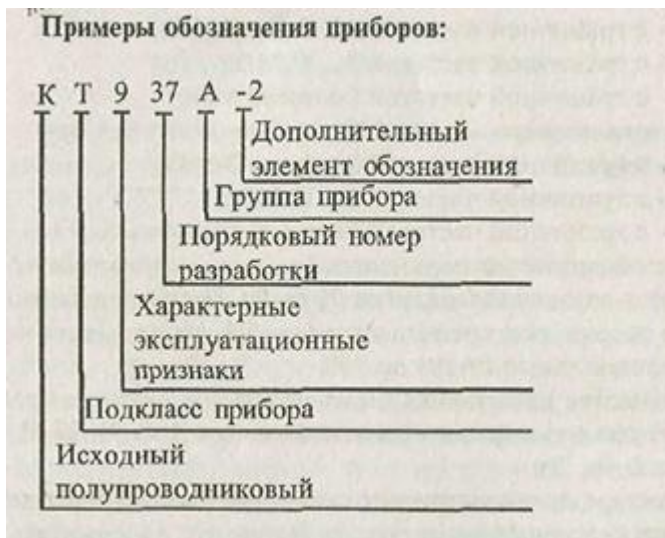 Примеры обозначения приборов:
К Т 9 37 А -2
Дополнительный
элемент обозначения
Группа прибора
Порядковый номер
разработки
Характерные
эксплуатационные
признаки
Подкласс прибора
Исходный
полупроводниковый